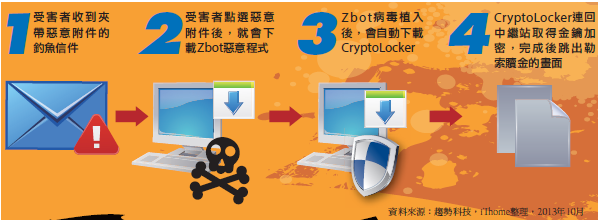 1 受害者收到夾
帶惡意附件的
釣魚信件
2 受害者點選惡意
附件後，就會下
載Zbot惡意程式
3 Zbot病毒植入
後，會自動下載
CryptoLocker
4 CryptoLocker連回
中繼站取得金鑰加
密，完成後跳出勒
索贖金的畫面
資料來源：趨勢科技，iThome整理，2013年10月